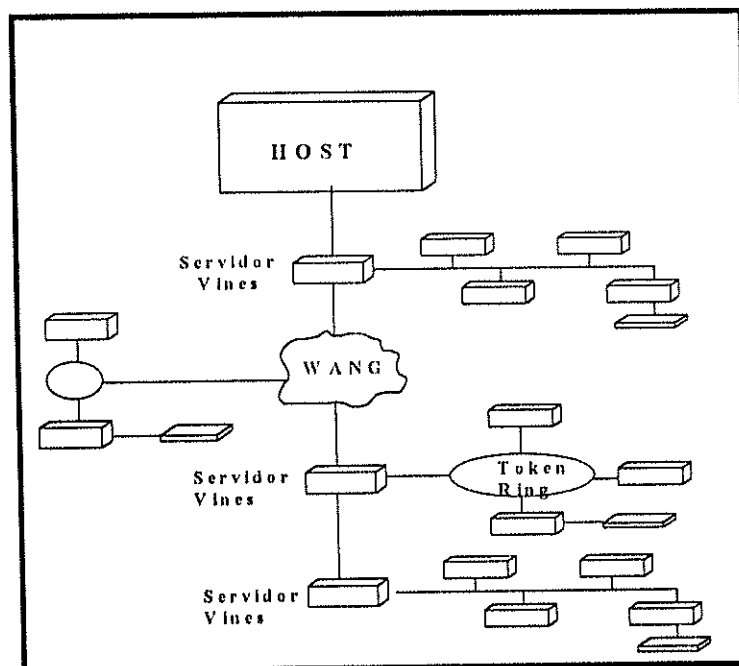 HOST
Servidor
Vines
WANG
Servidor
Vines
Token
Ring
Servidor
Vines